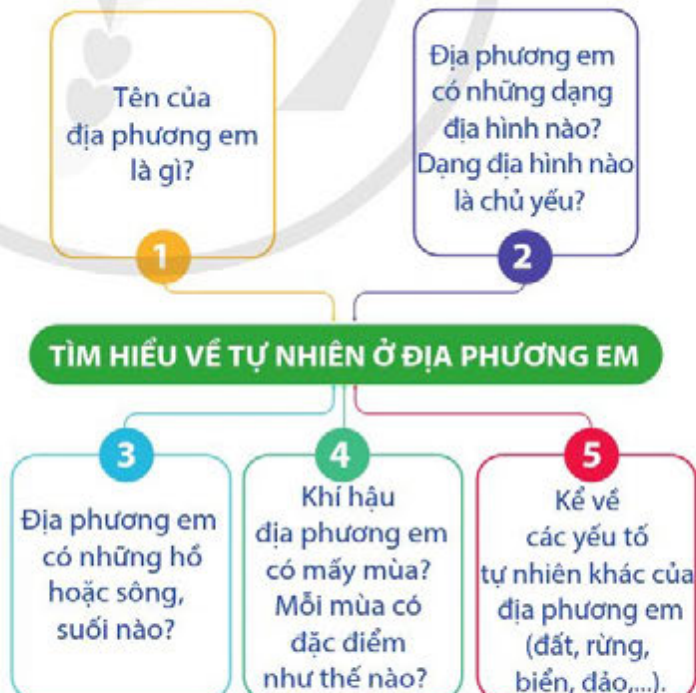 Tên của
địa phương em
là gì?
1
Địa phương em
có những dạng
địa hình nào?
Dạng địa hình nào
là chủ yếu?
2
TÌM HIỂU VỀ TỰ NHIÊN Ở ĐỊA PHƯƠNG EM
3
Địa phương em
có những hồ
hoặc sông,
suối nào?
4
Khí hậu
địa phương em
có mấy mùa?
Mỗi mùa có
đặc điểm
như thế nào?
5
Kể về
các yếu tố
tự nhiên khác của
địa phương em
(đất, rừng,
biển, đảo,...).